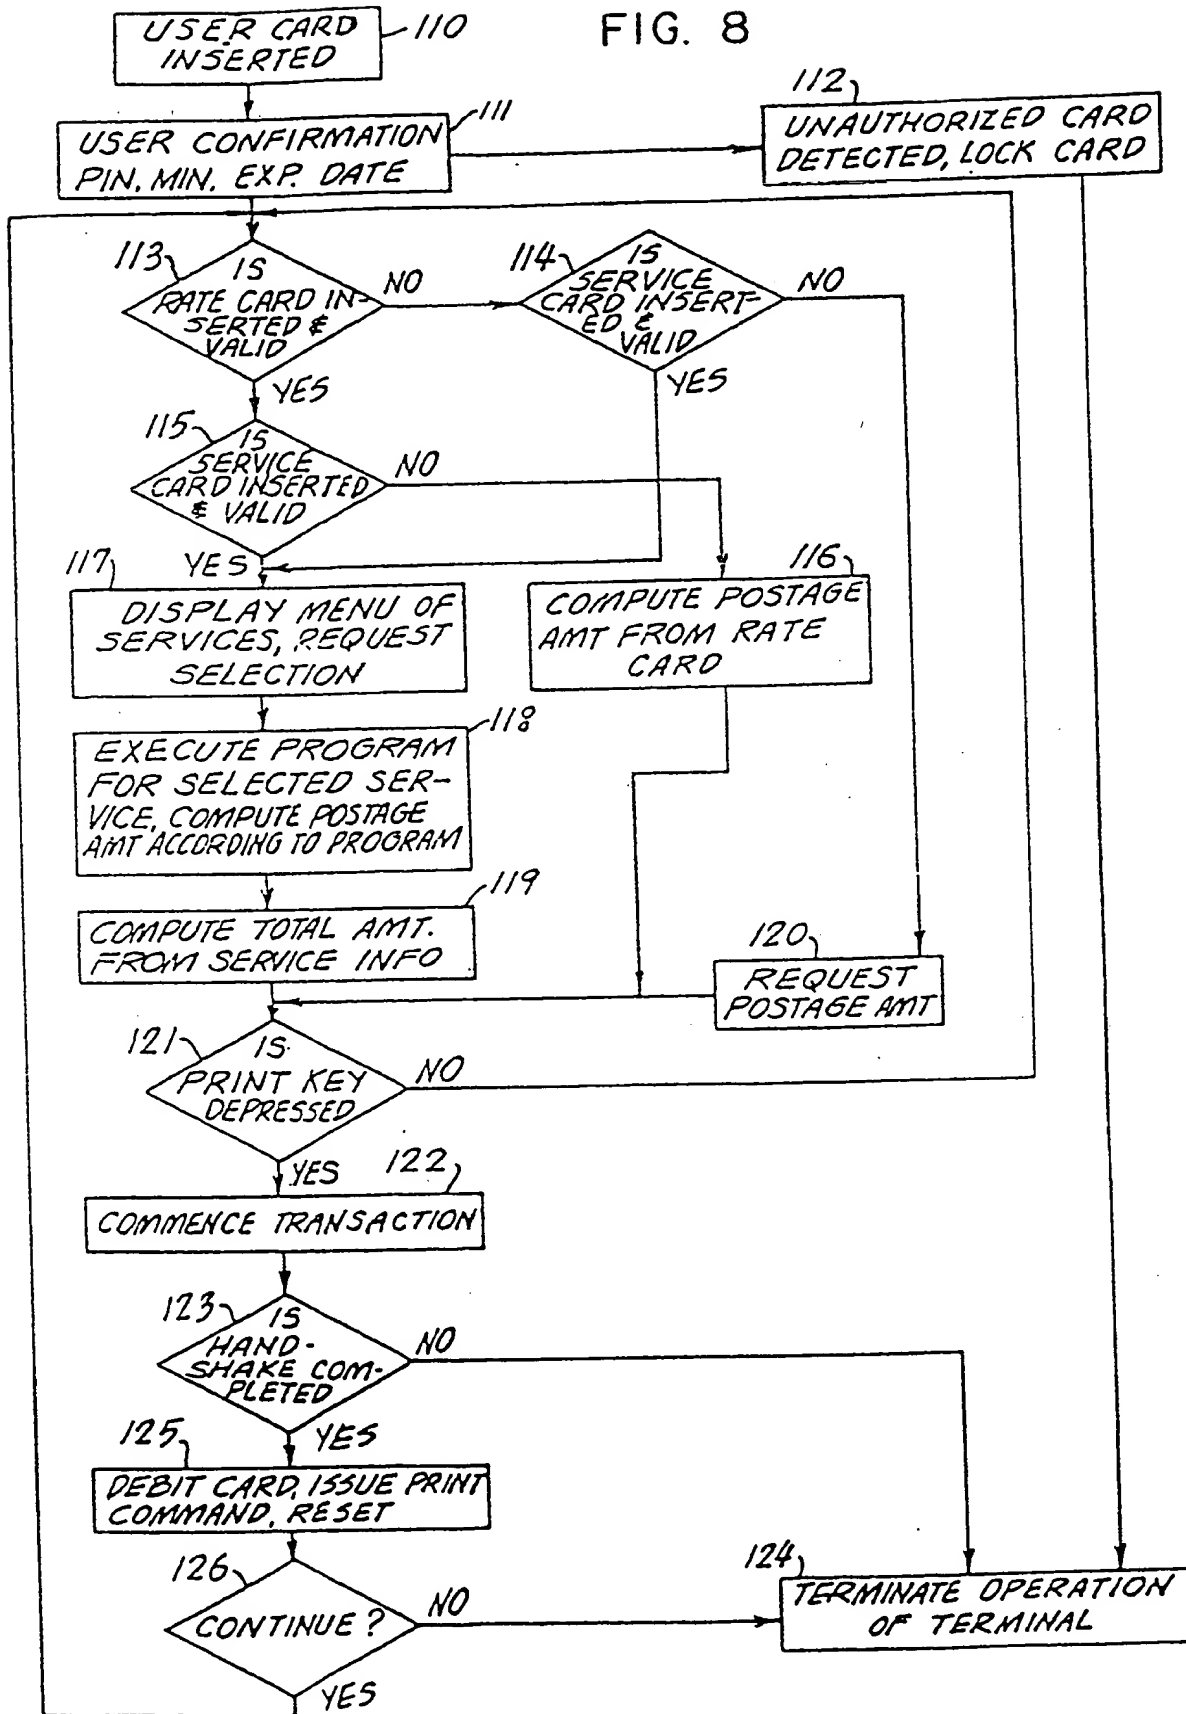 FIG. 8
USER CARD
INSERTED
110
111
USER CONFIRMATION
PIN. MIN. EXP. DATE
112
UNAUTHORIZED CARD
DETECTED, LOCK CARD
113
IS
RATE CARD IN-
SERTED &
VALID
NO
YES
114
IS
SERVICE
CARD INSERT-
ED &
VALID
NO
YES
115
IS
SERVICE
CARD INSERTED
& VALID
NO
YES
116
COMPUTE POSTAGE
AMT FROM RATE
CARD
117
DISPLAY MENU OF
SERVICES, REQUEST
SELECTION
118
EXECUTE PROGRAM
FOR SELECTED SER-
VICE, COMPUTE POSTAGE
AMT ACCORDING TO PROGRAM
119
COMPUTE TOTAL AMT.
FROM SERVICE INFO
120
REQUEST
POSTAGE AMT
121
IS
PRINT KEY
DEPRESSED
NO
YES
122
COMMENCE TRANSACTION
123
IS
HAND-
SHAKE COM-
PLETED
NO
YES
125
DEBIT CARD, ISSUE PRINT
COMMAND, RESET
126
CONTINUE ?
NO
YES
124
TERMINATE OPERATION
OF TERMINAL